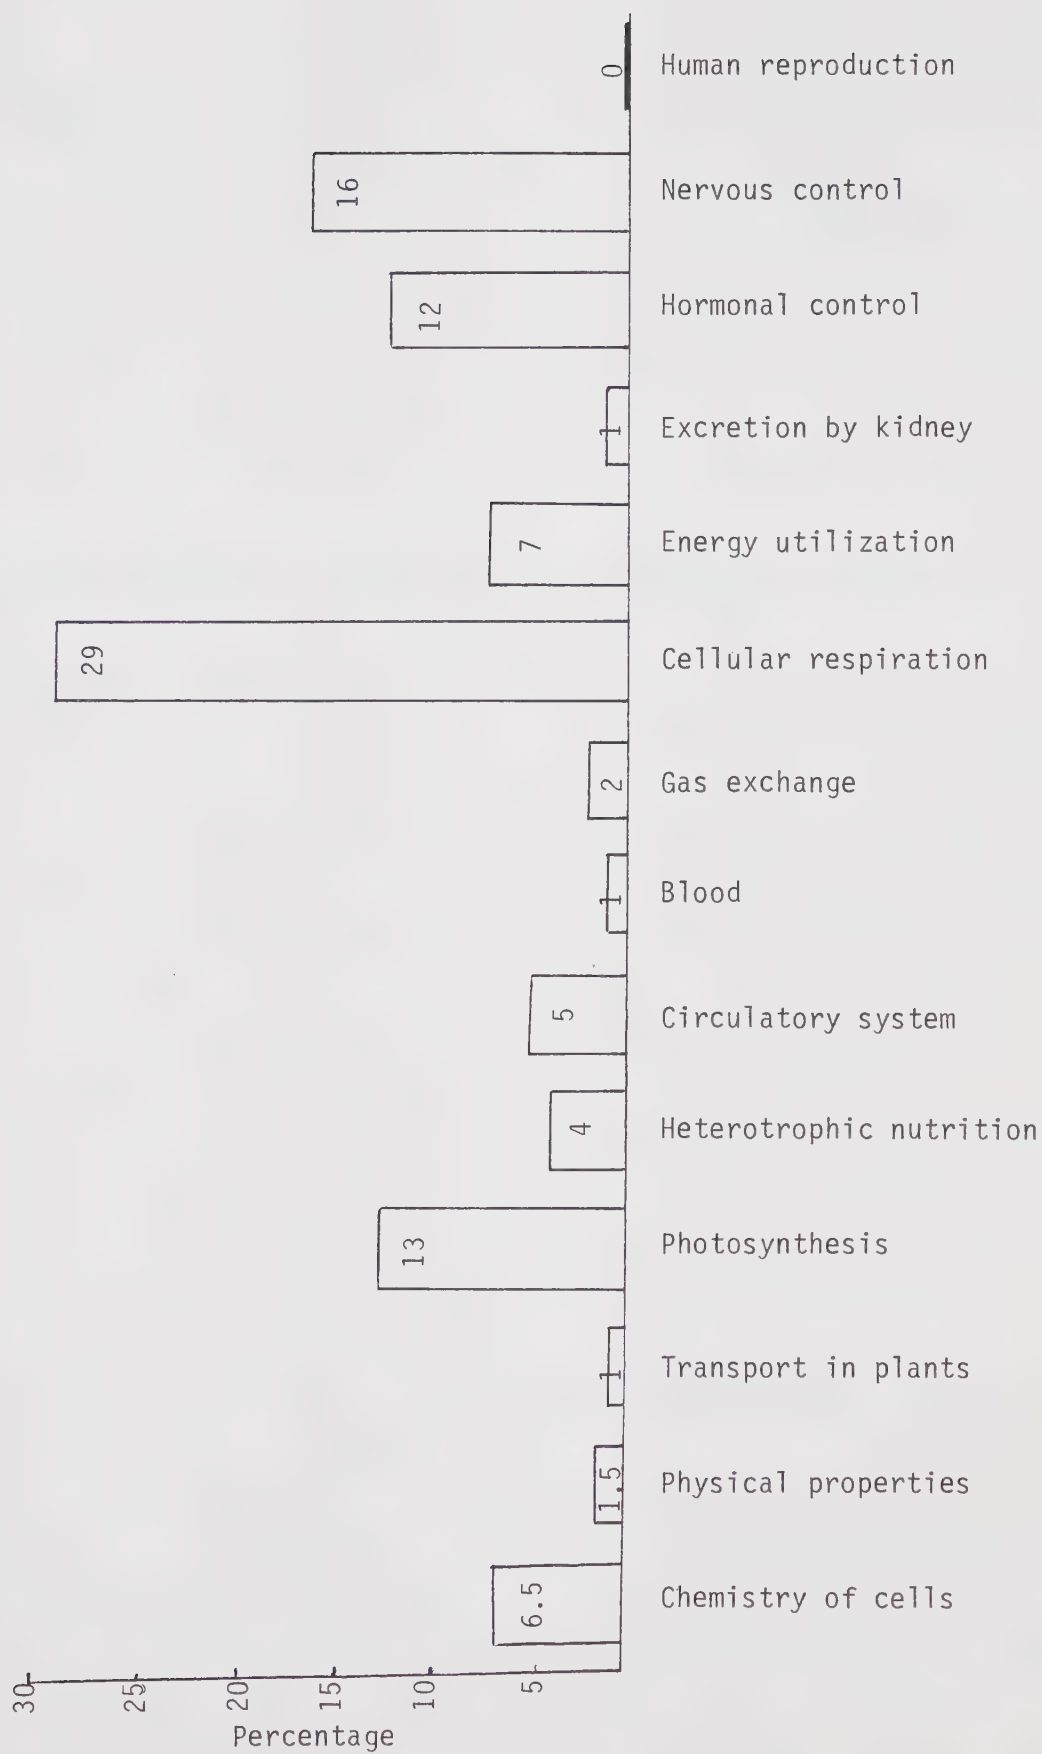 0 Human reproduction
16 Nervous control
12 Hormonal control
1 Excretion by kidney
7 Energy utilization
29 Cellular respiration
2 Gas exchange
1 Blood
5 Circulatory system
4 Heterotrophic nutrition
13 Photosynthesis
1 Transport in plants
1.5 Physical properties
6.5 Chemistry of cells
30 25 20 15 10 5
Percentage